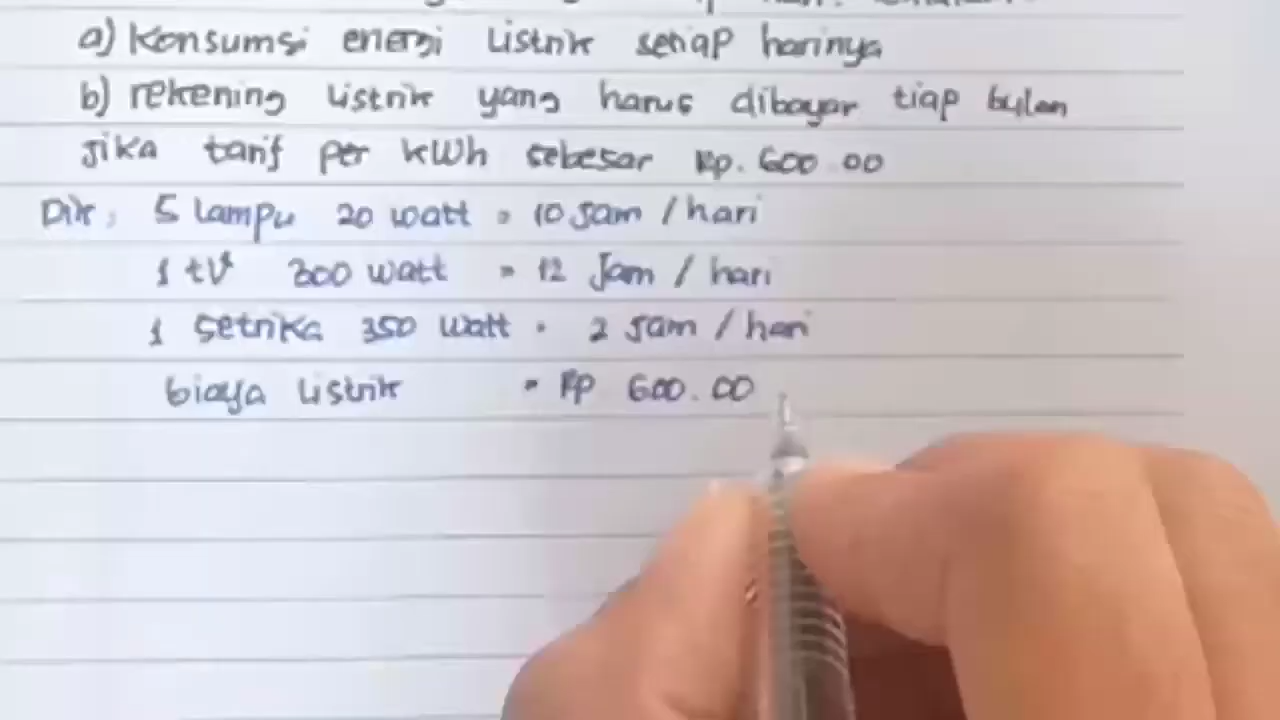 a) Konsumsi energi listrik setiap harinya
b) rekening listrik yang harus dibayar tiap bulan
jika tarif per kWh sebesar Rp. 600.00
Dik: 5 lampu 20 watt = 10 jam / hari
1 tV 300 watt = 12 Jam / hari
1 setrika 350 watt = 2 jam / hari
biaya listrik = Rp 600.00